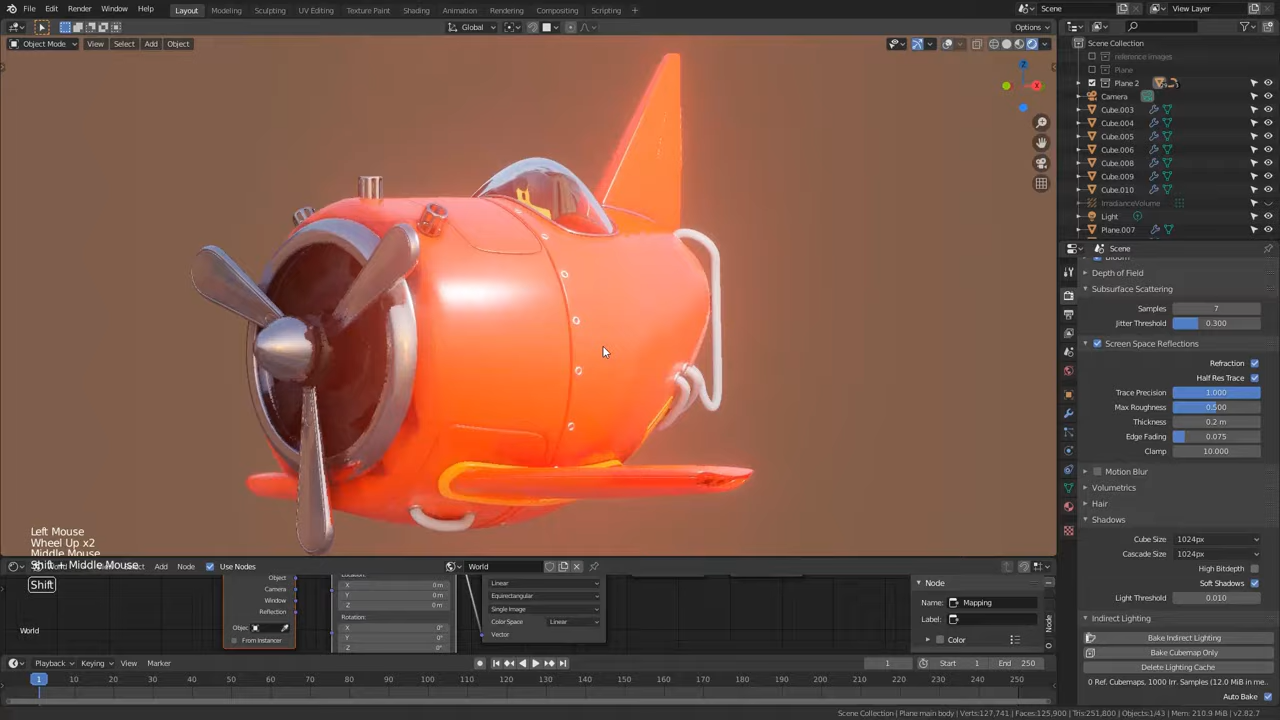 File Edit Render Window Help
Layout Modeling Sculpting UV Editing Texture Paint Shading Animation Rendering Compositing Scripting +
Scene
View Layer
Global
Options
Object Mode View Select Add Object
Scene Collection
reference images
Plane
Plane 2
Camera
Cube.003
Cube.004
Cube.005
Cube.006
Cube.008
Cube.009
Cube.010
IrradianceVolume
Light
Plane.007
Scene
Bloom
Depth of Field
Subsurface Scattering
Samples 7
Jitter Threshold 0.300
Screen Space Reflections
Refraction
Half Res Trace
Trace Precision 1.000
Max Roughness 0.500
Thickness 0.2 m
Edge Fading 0.075
Clamp 10.000
Motion Blur
Volumetrics
Hair
Shadows
Cube Size 1024px
Cascade Size 1024px
High Bitdepth
Soft Shadows
Light Threshold 0.010
Indirect Lighting
Bake Indirect Lighting
Bake Cubemap Only
Delete Lighting Cache
0 Ref. Cubemaps, 1000 Irr. Samples (12.0 MiB in me...
Auto Bake
Z
X
Left Mouse
Wheel Up x2
Middle Mouse
Shift + Middle Mouse
Shift
Add Node Use Nodes
World
Object
Camera
Window
Reflection
Objec
From Instancer
Location:
X 0 m
Y 0 m
Z 0 m
Rotation:
X 0°
Y 0°
Z 0°
Linear
Equirectangular
Single Image
Color Space Linear
Vector
World
Node
Name: Mapping
Label:
Color
Node
Playback Keying View Marker
1
Start 1
End 250
1 10 20 30 40 50 60 70 80 90 100 110 120 130 140 150 160 170 180 190 200 210 220 230 240 250
Scene Collection | Plane main body | Verts:127,741 | Faces:125,900 | Tris:251,800 | Objects:1/43 | Mem: 210.9 MiB | v2.82.7